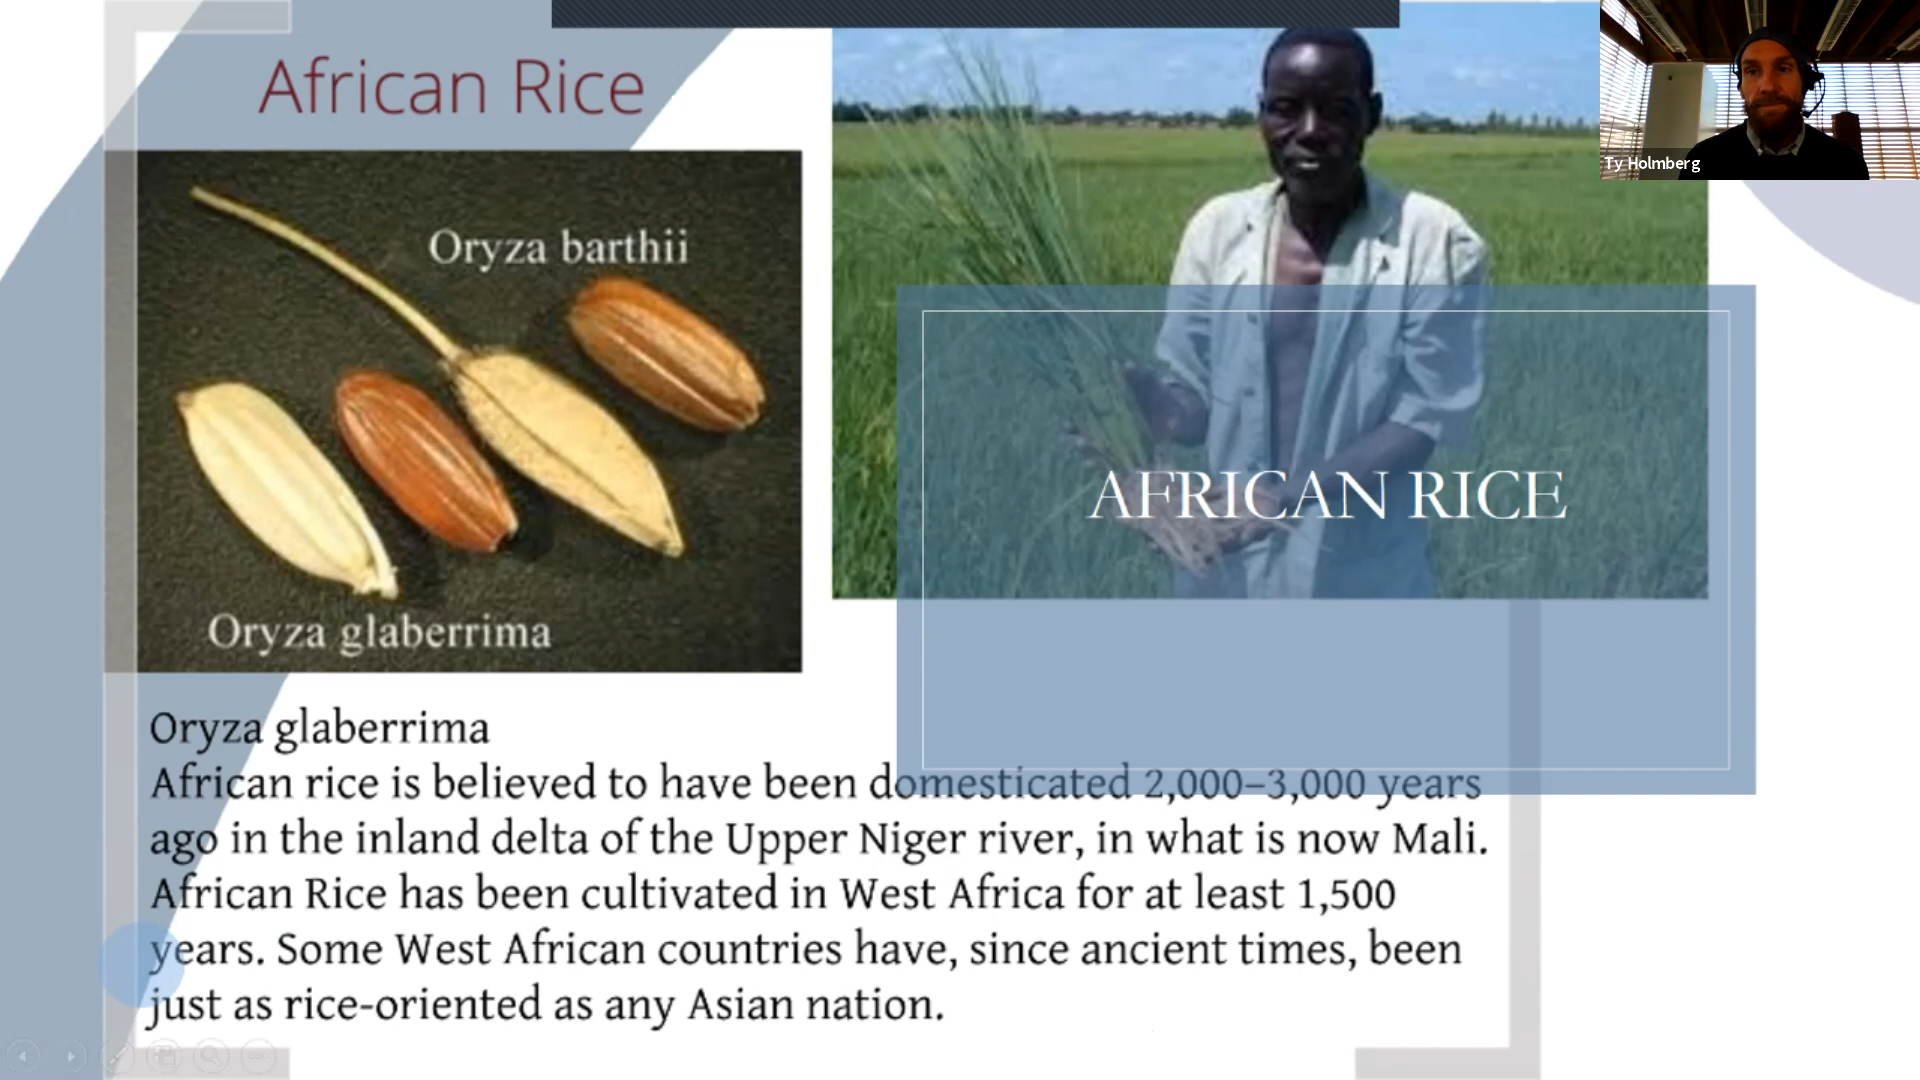 African Rice
Ty Holmberg
Oryza barthii
AFRICAN RICE
Oryza glaberrima
Oryza glaberrima
African rice is believed to have been domesticated 2,000–3,000 years
ago in the inland delta of the Upper Niger river, in what is now Mali.
African Rice has been cultivated in West Africa for at least 1,500
years. Some West African countries have, since ancient times, been
just as rice-oriented as any Asian nation.